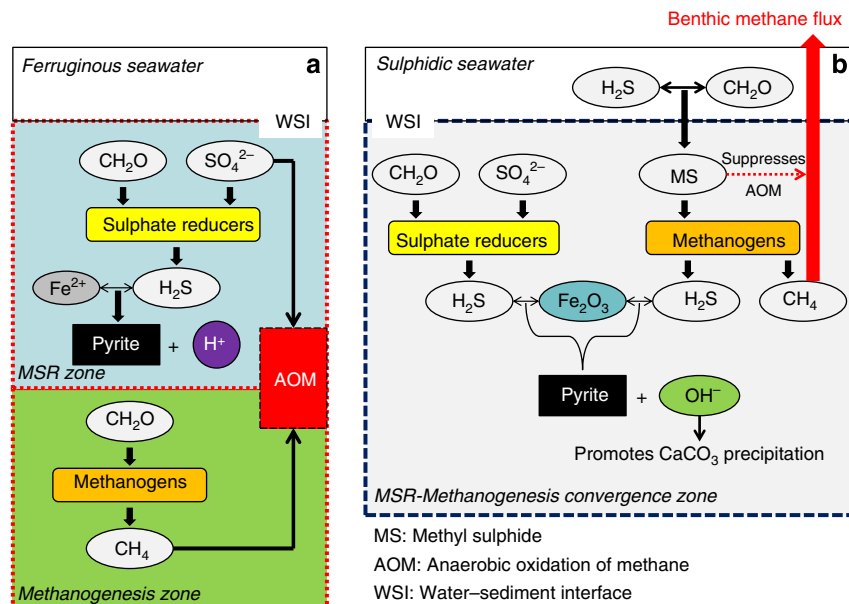 Benthic methane flux
Ferruginous seawater
a
WSI
CH₂O
SO₄²⁻
Sulphate reducers
Fe²⁺
H₂S
Pyrite
+
H⁺
MSR zone
AOM
CH₂O
Methanogens
CH₄
Methanogenesis zone
Sulphidic seawater
b
H₂S
CH₂O
WSI
CH₂O
SO₄²⁻
MS
Suppresses
AOM
Sulphate reducers
Methanogens
H₂S
Fe₂O₃
H₂S
CH₄
Pyrite
+
OH⁻
Promotes CaCO₃ precipitation
MSR-Methanogenesis convergence zone
MS: Methyl sulphide
AOM: Anaerobic oxidation of methane
WSI: Water–sediment interface